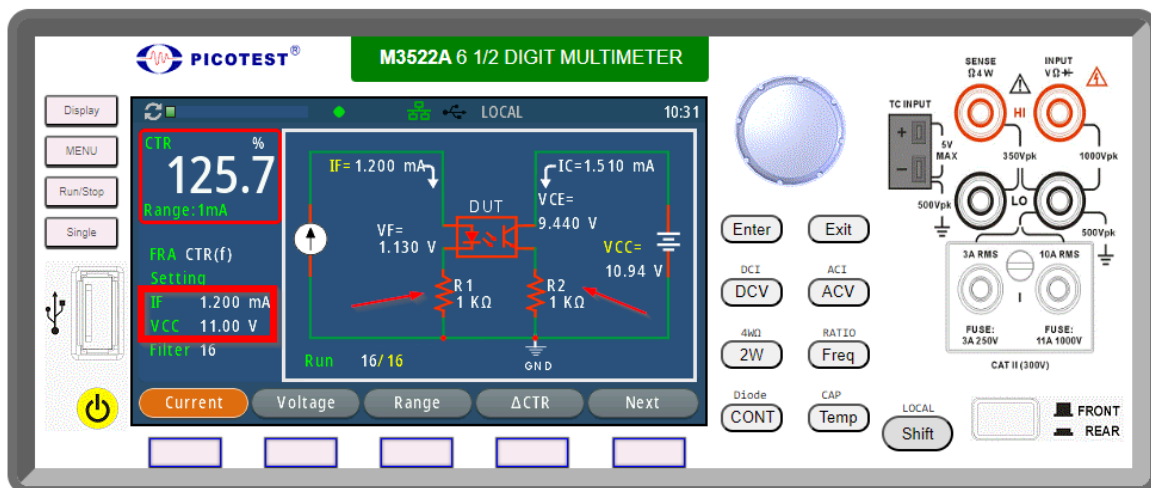 PICOTEST®
M3522A 6 1/2 DIGIT MULTIMETER
Display
MENU
Run/Stop
Single
LOCAL
10:31
CTR %
125.7
Range:1mA
FRA CTR(f)
Setting
IF 1.200 mA
VCC 11.00 V
Filter 16
IF=1.200 mA
IC=1.510 mA
DUT
VCE=
9.440 V
VF=
1.130 V
VCC=
10.94 V
R1
1 KΩ
R2
1 KΩ
Run 16/16
GND
Current
Voltage
Range
ΔCTR
Next
Enter
Exit
DCI
DCV
ACI
ACV
4WΩ
2W
RATIO
Freq
Diode
CONT
CAP
Temp
LOCAL
Shift
SENSE
Ω4W
INPUT
VΩ
TC INPUT
+
−
5V
MAX
HI
350Vpk
1000Vpk
LO
500Vpk
500Vpk
3A RMS
10A RMS
I
FUSE:
3A 250V
FUSE:
11A 1000V
CAT II (300V)
FRONT
REAR